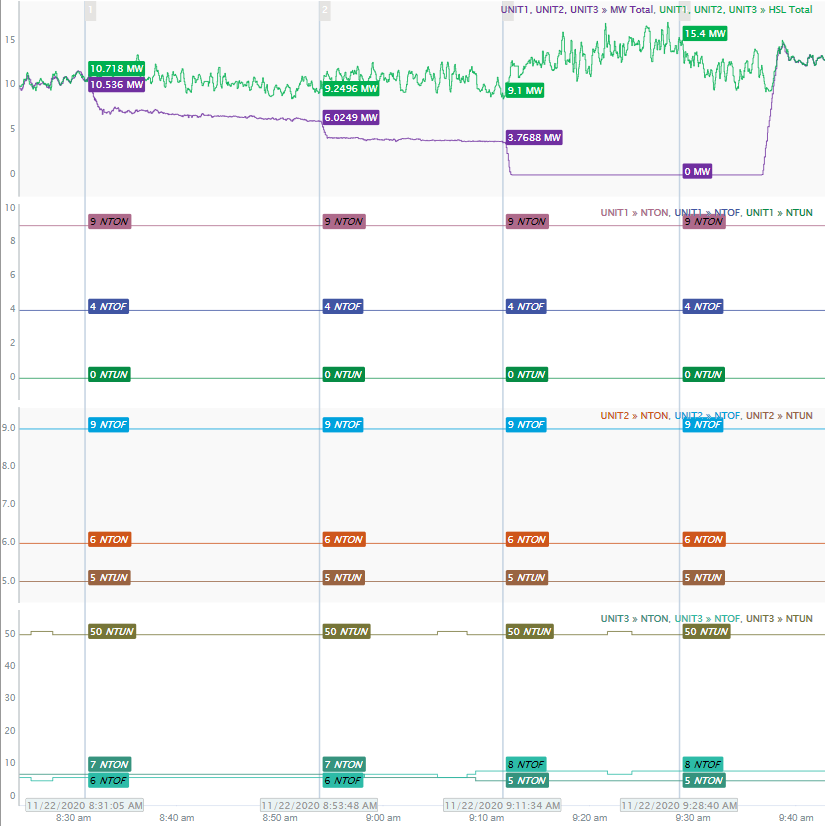 1
2
3
UNIT1, UNIT2, UNIT3 » MW Total, UNIT1, UNIT2, UNIT3 » HSL Total
15
10
5
0
10.718 MW
10.536 MW
9.2496 MW
6.0249 MW
9.1 MW
3.7688 MW
15.4 MW
0 MW
UNIT1 » NTON, UNIT1 » NTOF, UNIT1 » NTUN
10
8
6
4
2
0
9 NTON 9 NTON 9 NTON 9 NTON
4 NTOF 4 NTOF 4 NTOF 4 NTOF
0 NTUN 0 NTUN 0 NTUN 0 NTUN
UNIT2 » NTON, UNIT2 » NTOF, UNIT2 » NTUN
9.0
8.0
7.0
6.0
5.0
9 NTOF 9 NTOF 9 NTOF 9 NTOF
6 NTON 6 NTON 6 NTON 6 NTON
5 NTUN 5 NTUN 5 NTUN 5 NTUN
UNIT3 » NTON, UNIT3 » NTOF, UNIT3 » NTUN
50
40
30
20
10
0
50 NTUN 50 NTUN 50 NTUN 50 NTUN
7 NTON 7 NTON 8 NTOF 8 NTOF
6 NTOF 6 NTOF 5 NTON 5 NTON
11/22/2020 8:31:05 AM 11/22/2020 8:53:48 AM 11/22/2020 9:11:34 AM 11/22/2020 9:28:40 AM
8:30 am 8:40 am 8:50 am 9:00 am 9:10 am 9:20 am 9:30 am 9:40 am